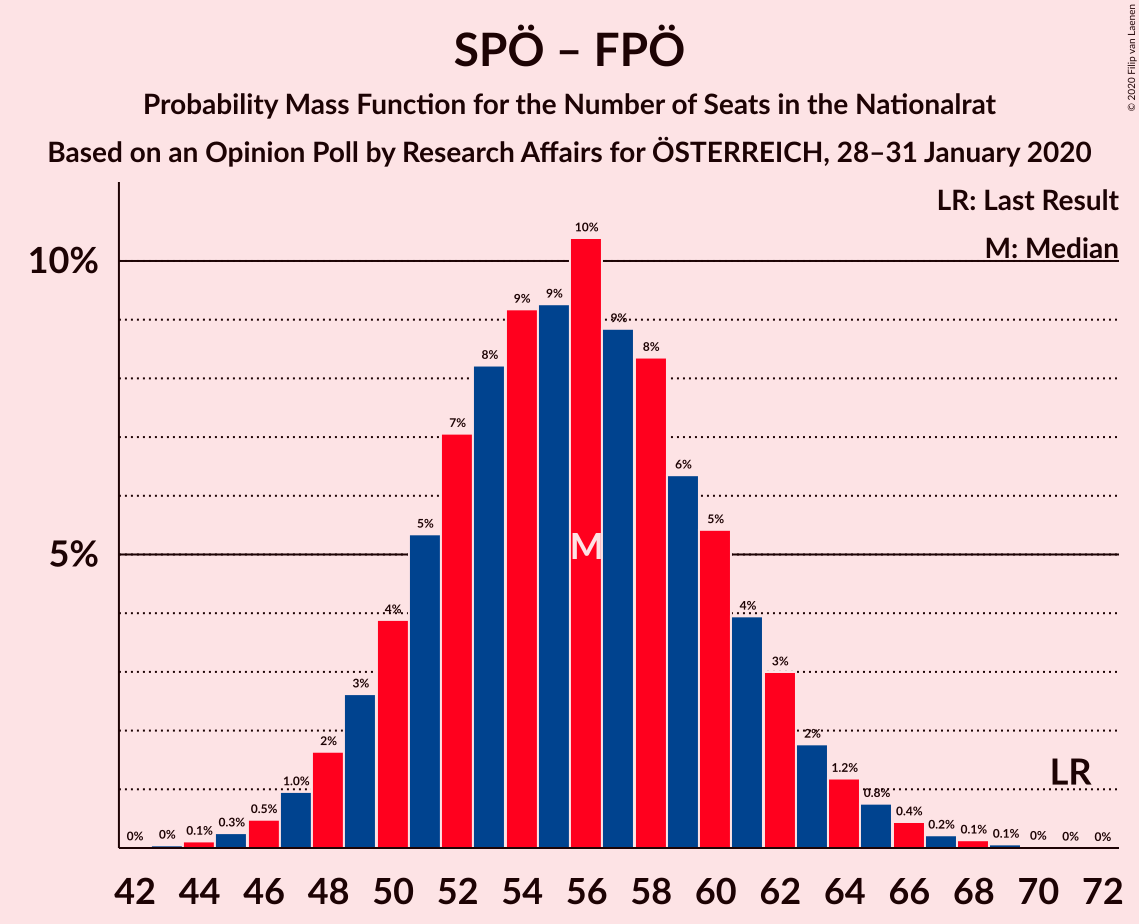 SPÖ – FPÖ
Probability Mass Function for the Number of Seats in the Nationalrat
Based on an Opinion Poll by Research Affairs for ÖSTERREICH, 28–31 January 2020
© 2020 Filip van Laenen
LR: Last Result
M: Median
10%
5%
0% 0% 0.1% 0.3% 0.5% 1.0% 2% 3% 4% 5% 7% 8% 9% 9% 10% 9% 8% 6% 5% 4% 3% 2% 1.2% 0.8% 0.4% 0.2% 0.1% 0.1% 0% 0% 0%
M
LR
42 44 46 48 50 52 54 56 58 60 62 64 66 68 70 72